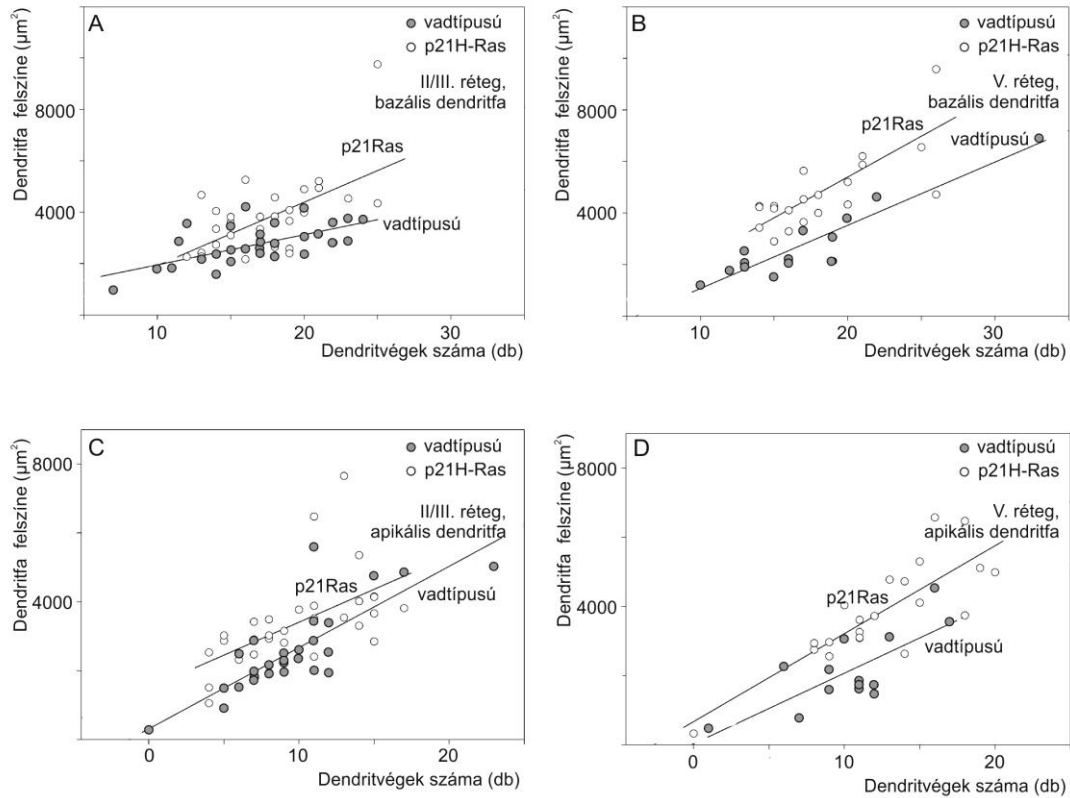 A
vadtípusú
p21H-Ras
II/III. réteg,
bazális dendritfa
p21Ras
vadtípusú
Dendritfa felszíne (µm²)
8000
4000
10
20
30
Dendritvégek száma (db)
B
vadtípusú
p21H-Ras
V. réteg,
bazális dendritfa
p21Ras
vadtípusú
Dendritfa felszíne (µm²)
8000
4000
10
20
30
Dendritvégek száma (db)
C
vadtípusú
p21H-Ras
II/III. réteg,
apikális dendritfa
p21Ras
vadtípusú
Dendritfa felszíne (µm²)
8000
4000
0
10
20
Dendritvégek száma (db)
D
vadtípusú
p21H-Ras
V. réteg,
apikális dendritfa
p21Ras
vadtípusú
Dendritfa felszíne (µm²)
8000
4000
0
10
20
Dendritvégek száma (db)